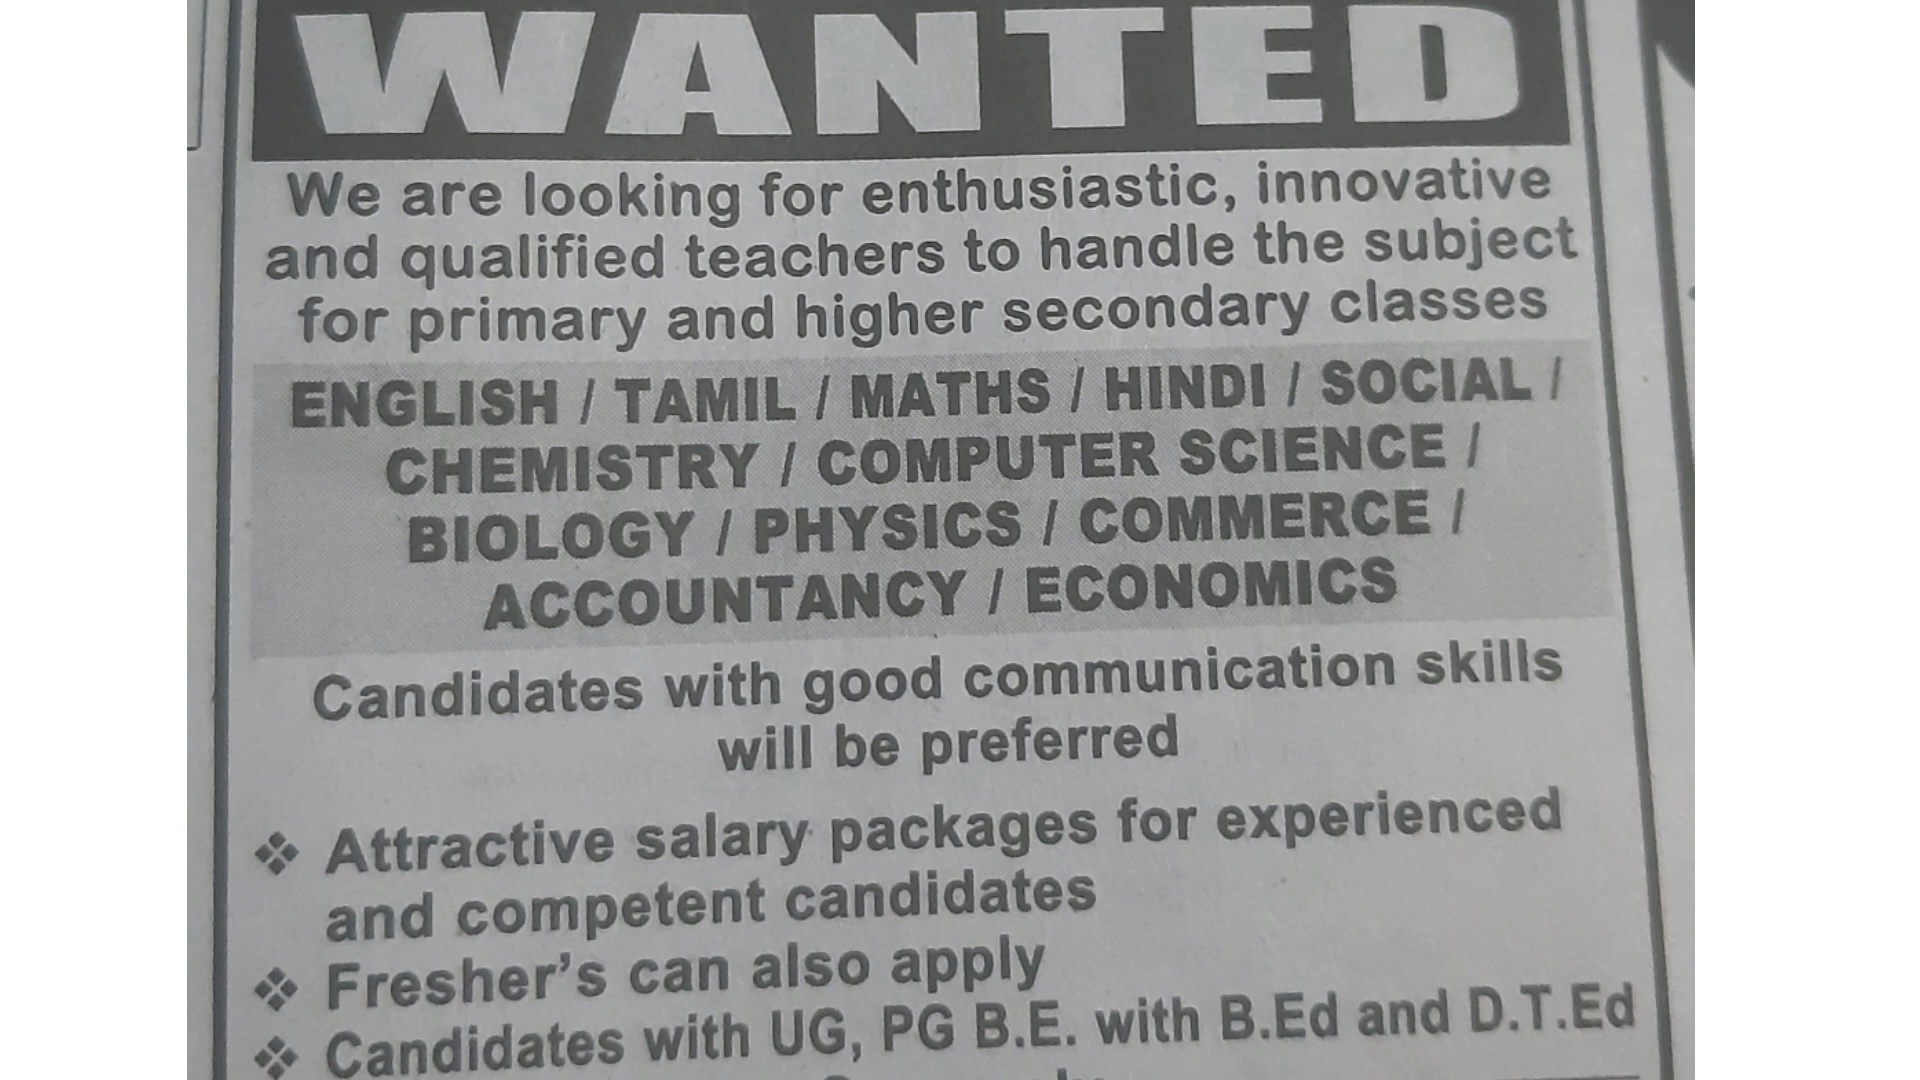 WANTED
We are looking for enthusiastic, innovative
and qualified teachers to handle the subject
for primary and higher secondary classes
ENGLISH / TAMIL / MATHS / HINDI / SOCIAL /
CHEMISTRY / COMPUTER SCIENCE /
BIOLOGY / PHYSICS / COMMERCE /
ACCOUNTANCY / ECONOMICS
Candidates with good communication skills
will be preferred
❖ Attractive salary packages for experienced
and competent candidates
❖ Fresher's can also apply
❖ Candidates with UG, PG B.E. with B.Ed and D.T.Ed